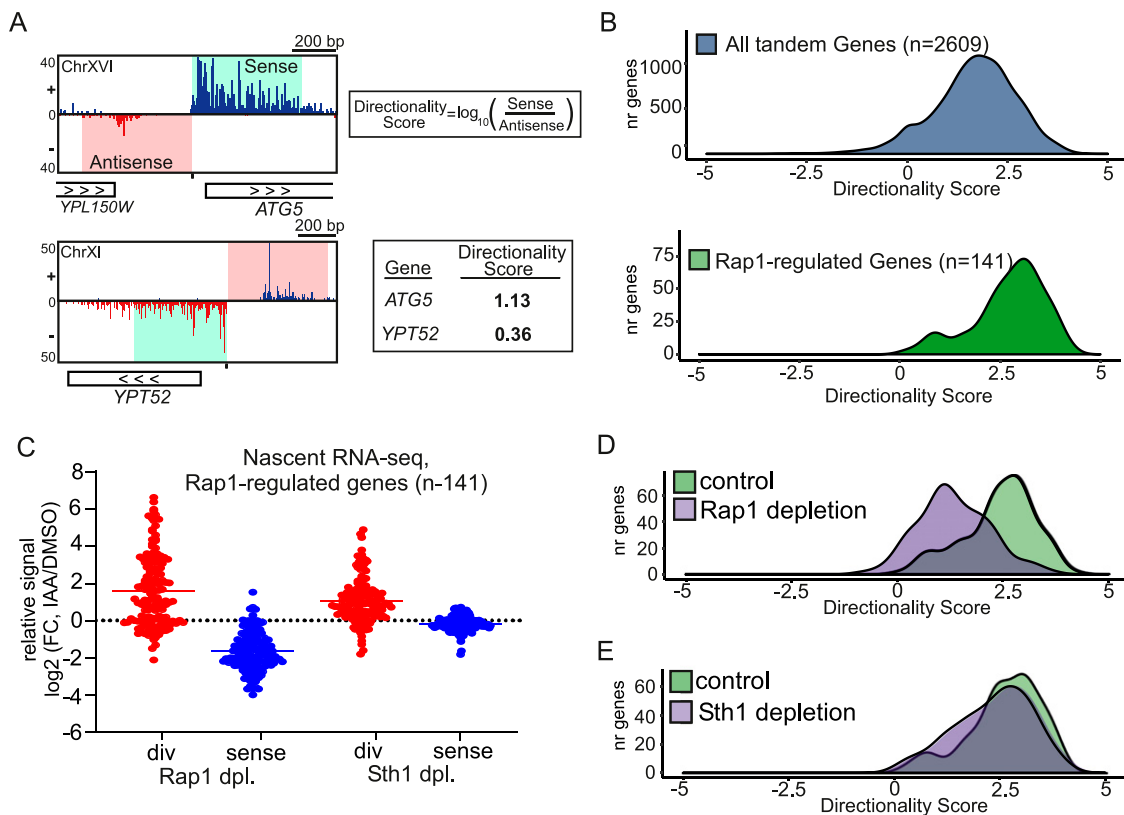 A
200 bp
40
ChrXVI
Sense
+
0
-
Antisense
40
> > >
> > >
YPL150W
ATG5
Directionality Score =log10(Sense/Antisense)
200 bp
50
ChrXI
+
0
-
50
< < <
YPT52
Gene Directionality Score
ATG5 1.13
YPT52 0.36
B
All tandem Genes (n=2609)
nr genes
1000
500
0
-5 -2.5 0 2.5 5
Directionality Score
Rap1-regulated Genes (n=141)
nr genes
75
50
25
0
-5 -2.5 0 2.5 5
Directionality Score
C
Nascent RNA-seq,
Rap1-regulated genes (n-141)
relative signal
log2 (FC, IAA/DMSO)
8
6
4
2
0
-2
-4
-6
div sense div sense
Rap1 dpl. Sth1 dpl.
D
control
Rap1 depletion
nr genes
60
40
20
0
-5 -2.5 0 2.5 5
Directionality Score
E
control
Sth1 depletion
nr genes
60
40
20
0
-5 -2.5 0 2.5 5
Directionality Score